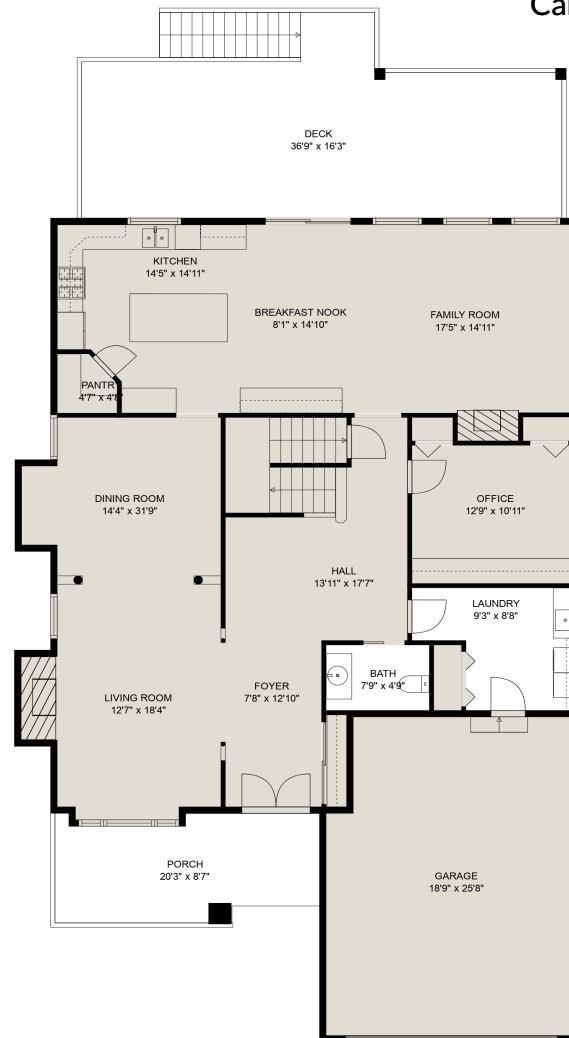 DECK
36'9" x 16'3"
KITCHEN
14'5" x 14'11"
BREAKFAST NOOK
8'1" x 14'10"
FAMILY ROOM
17'5" x 14'11"
PANTR
4'7" x 4'8"
DINING ROOM
14'4" x 31'9"
OFFICE
12'9" x 10'11"
HALL
13'11" x 17'7"
LAUNDRY
9'3" x 8'8"
BATH
7'9" x 4'9"
FOYER
7'8" x 12'10"
LIVING ROOM
12'7" x 18'4"
PORCH
20'3" x 8'7"
GARAGE
18'9" x 25'8"